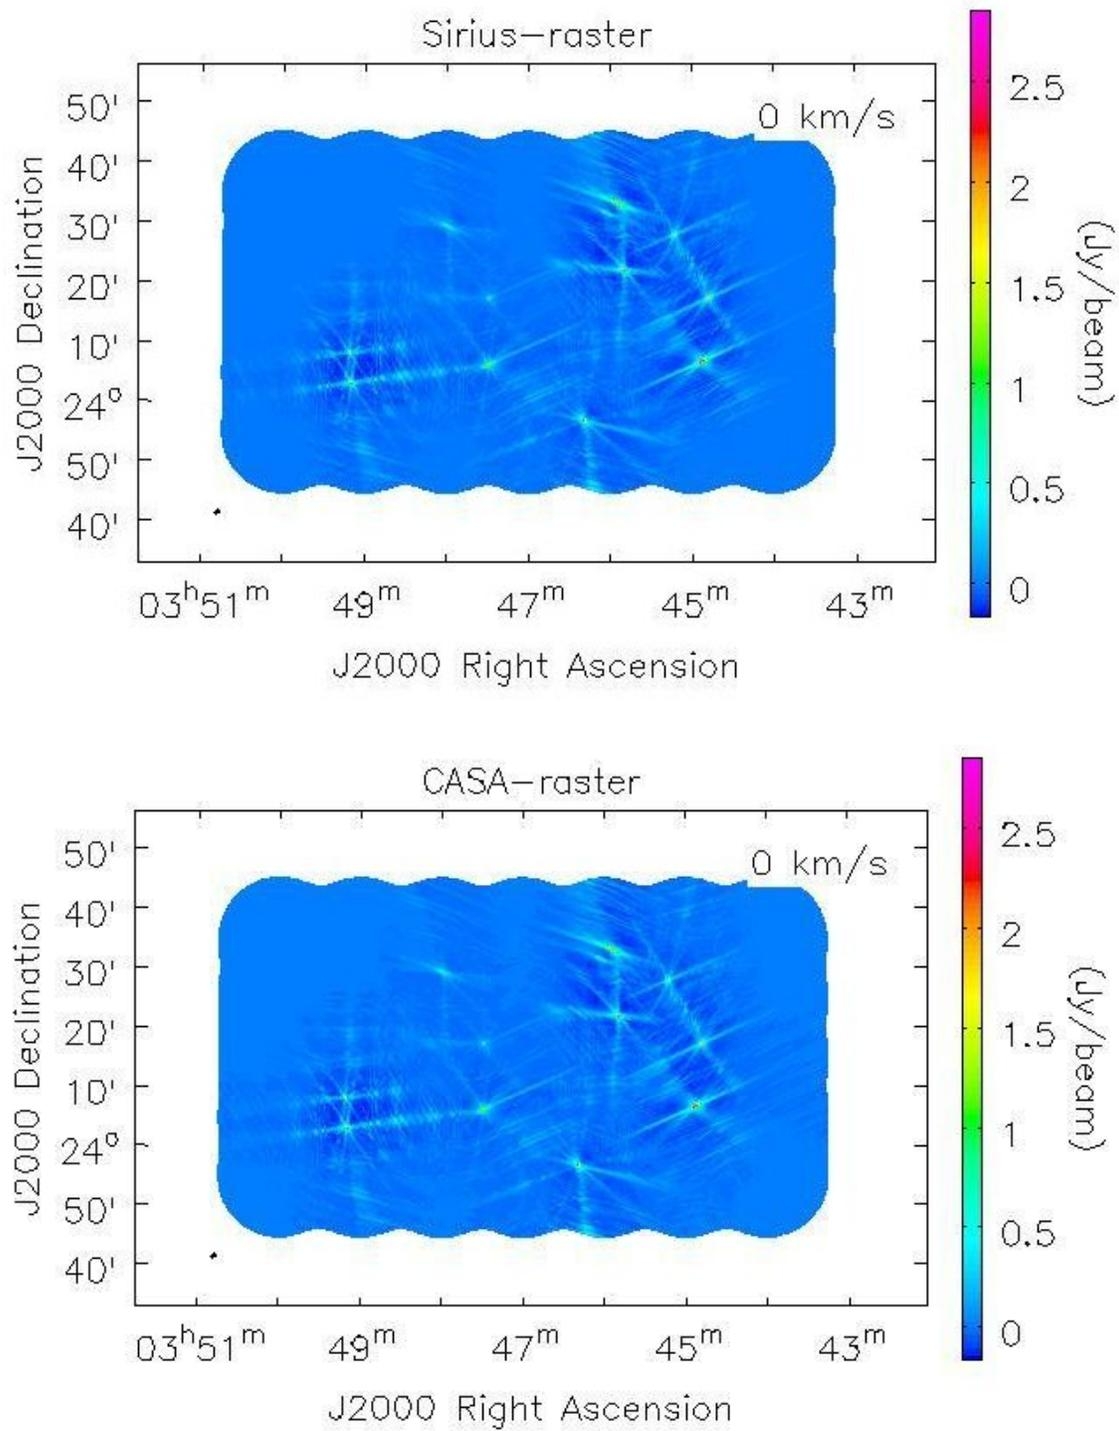 Sirius-raster
0 km/s
50'
40'
30'
20'
10'
24°
50'
40'
J2000 Declination
03ʰ51ᵐ 49ᵐ 47ᵐ 45ᵐ 43ᵐ
J2000 Right Ascension
2.5
2
1.5
1
0.5
0
(Jy/beam)
CASA-raster
0 km/s
50'
40'
30'
20'
10'
24°
50'
40'
J2000 Declination
03ʰ51ᵐ 49ᵐ 47ᵐ 45ᵐ 43ᵐ
J2000 Right Ascension
2.5
2
1.5
1
0.5
0
(Jy/beam)